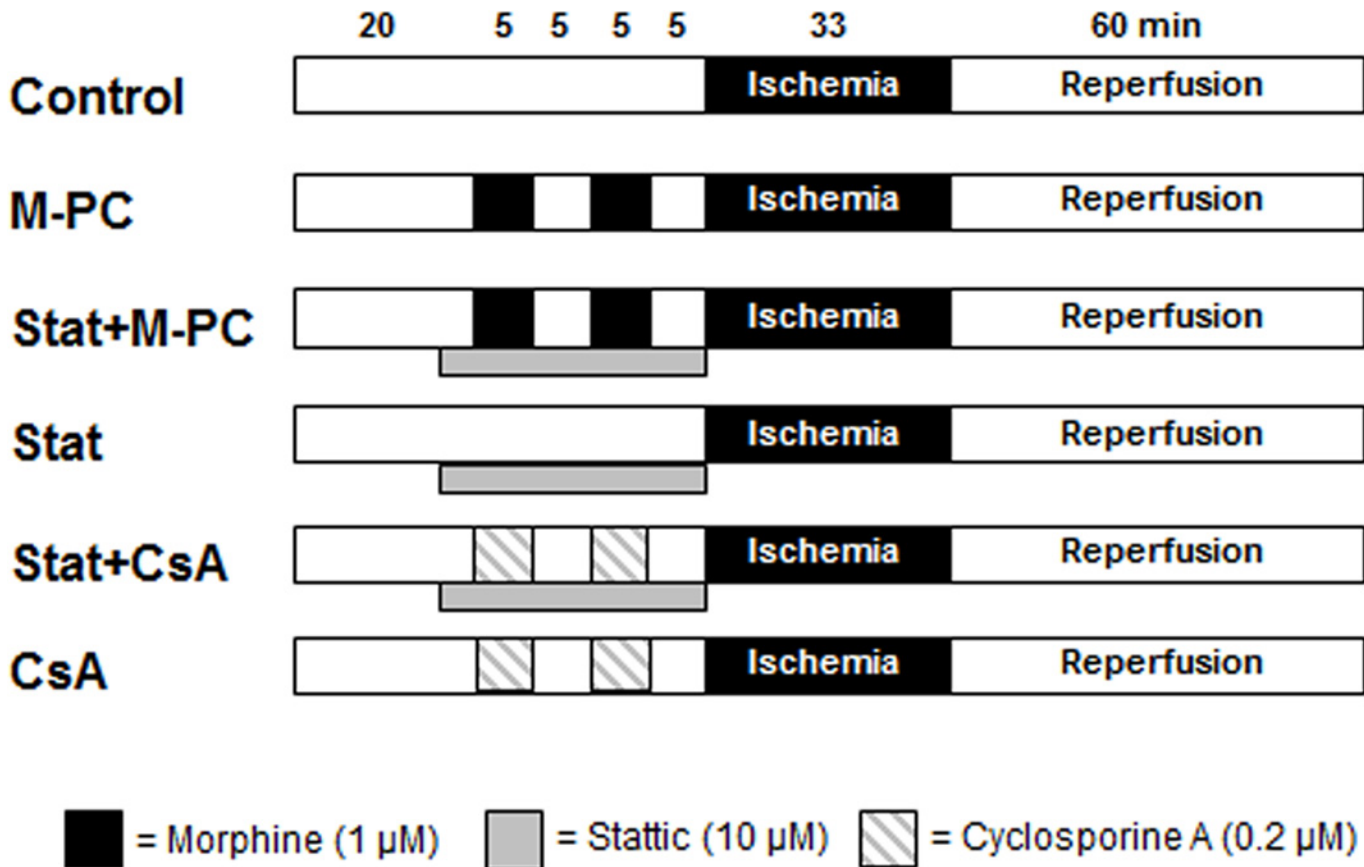 20 5 5 5 5 33 60 min
Control Ischemia Reperfusion
M-PC Ischemia Reperfusion
Stat+M-PC Ischemia Reperfusion
Stat Ischemia Reperfusion
Stat+CsA Ischemia Reperfusion
CsA Ischemia Reperfusion
= Morphine (1 µM) = Stattic (10 µM) = Cyclosporine A (0.2 µM)